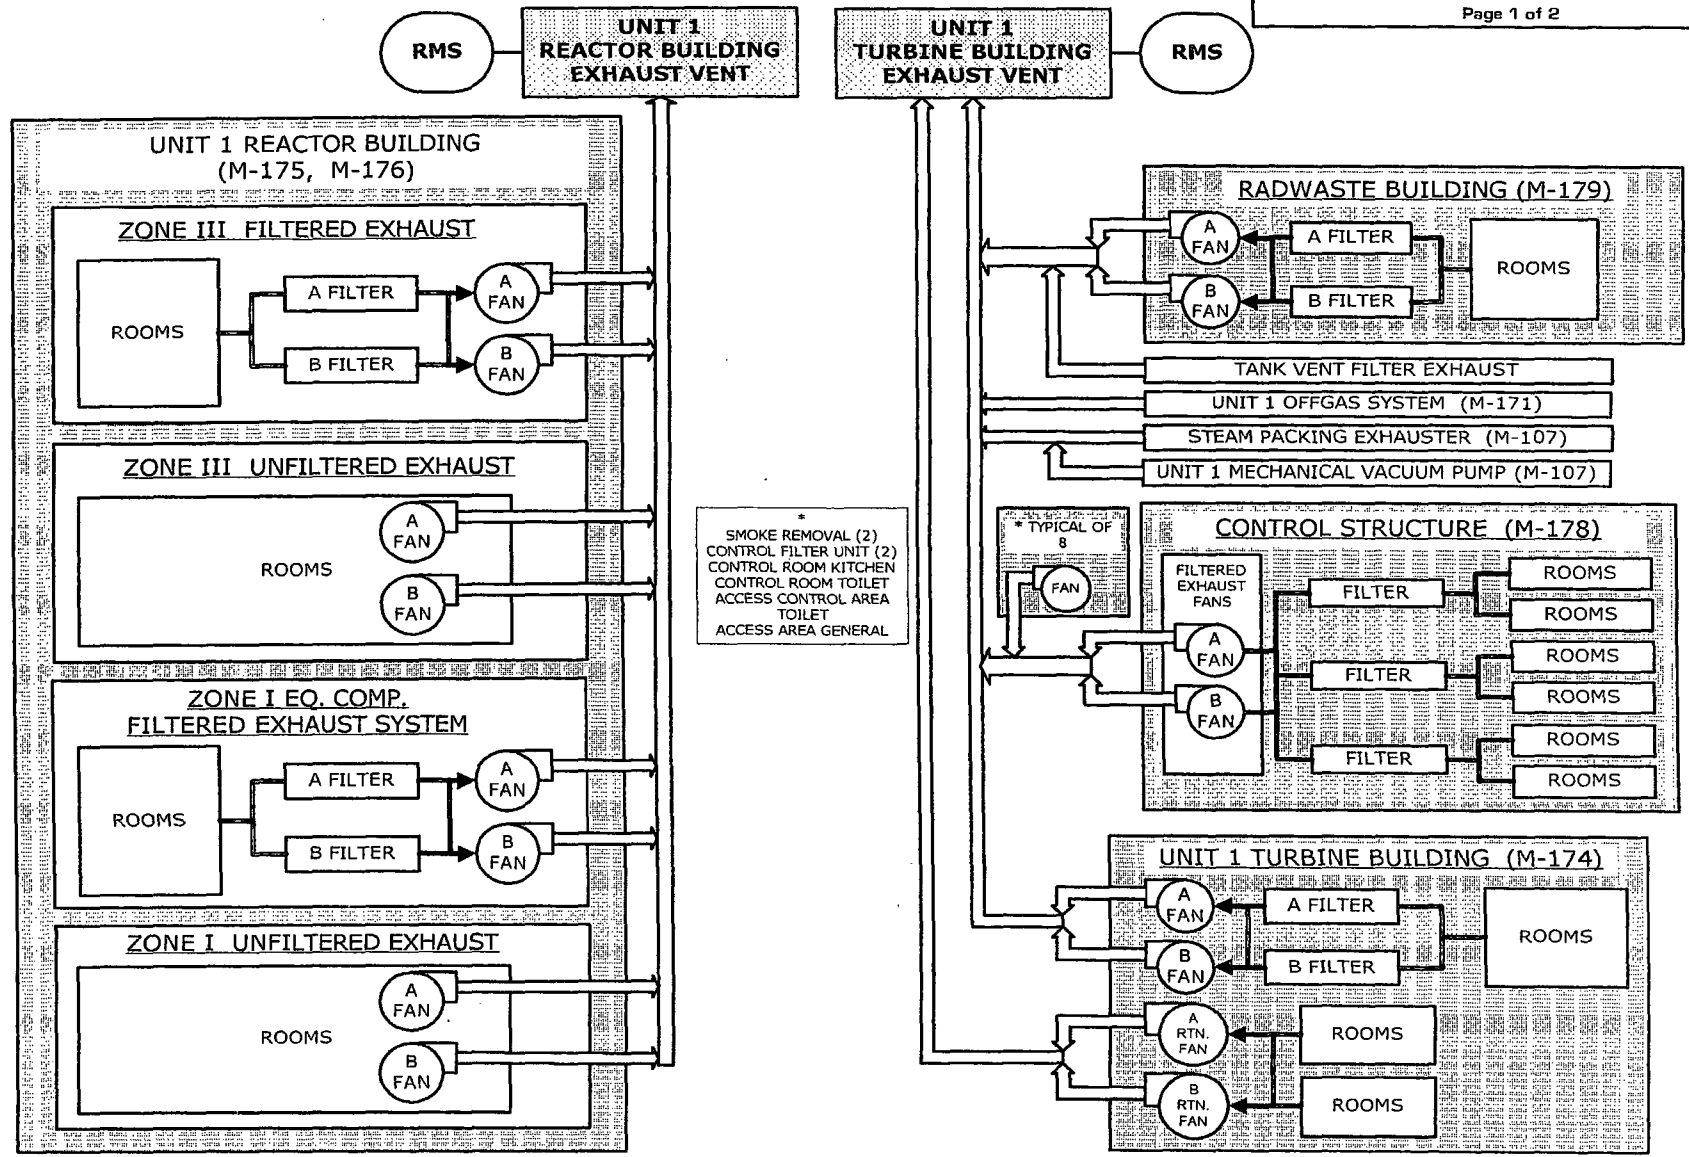 Page 1 of 2
RMS
UNIT 1
REACTOR BUILDING
EXHAUST VENT
UNIT 1
TURBINE BUILDING
EXHAUST VENT
RMS
UNIT 1 REACTOR BUILDING
(M-175, M-176)
ZONE III FILTERED EXHAUST
ROOMS
A FILTER
B FILTER
A
FAN
B
FAN
ZONE III UNFILTERED EXHAUST
ROOMS
A
FAN
B
FAN
ZONE I EQ. COMP.
FILTERED EXHAUST SYSTEM
ROOMS
A FILTER
B FILTER
A
FAN
B
FAN
ZONE I UNFILTERED EXHAUST
ROOMS
A
FAN
B
FAN
*
SMOKE REMOVAL (2)
CONTROL FILTER UNIT (2)
CONTROL ROOM KITCHEN
CONTROL ROOM TOILET
ACCESS CONTROL AREA
TOILET
ACCESS AREA GENERAL
RADWASTE BUILDING (M-179)
A
FAN
B
FAN
A FILTER
B FILTER
ROOMS
TANK VENT FILTER EXHAUST
UNIT 1 OFFGAS SYSTEM (M-171)
STEAM PACKING EXHAUSTER (M-107)
UNIT 1 MECHANICAL VACUUM PUMP (M-107)
* TYPICAL OF
8
FAN
CONTROL STRUCTURE (M-178)
FILTERED
EXHAUST
FANS
A
FAN
B
FAN
FILTER
FILTER
FILTER
ROOMS
ROOMS
ROOMS
ROOMS
ROOMS
ROOMS
UNIT 1 TURBINE BUILDING (M-174)
A
FAN
B
FAN
A FILTER
B FILTER
ROOMS
A
RTN.
FAN
B
RTN.
FAN
ROOMS
ROOMS